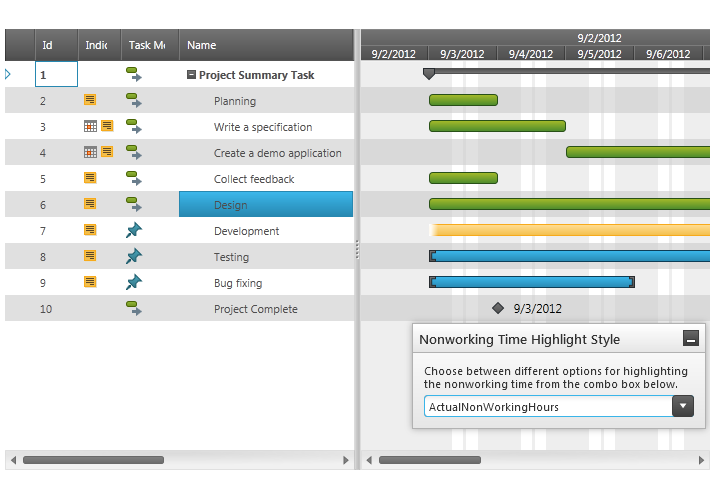 Id Indic Task Mo Name
9/2/2012
9/2/2012 9/3/2012 9/4/2012 9/5/2012 9/6/2012
1 Project Summary Task
2 Planning
3 Write a specification
4 Create a demo application
5 Collect feedback
6 Design
7 Development
8 Testing
9 Bug fixing
10 Project Complete
9/3/2012
Nonworking Time Highlight Style
Choose between different options for highlighting
the nonworking time from the combo box below.
ActualNonWorkingHours